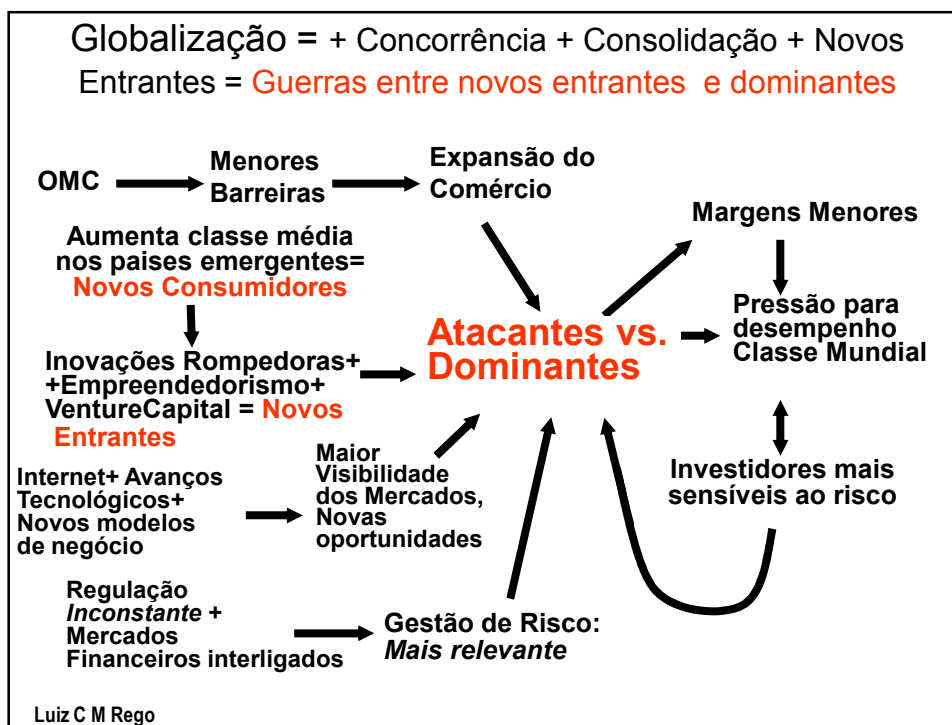 Globalização = + Concorrência + Consolidação + Novos
Entrantes = Guerras entre novos entrantes e dominantes
OMC
Menores
Barreiras
Expansão do
Comércio
Margens Menores
Aumenta classe média
nos paises emergentes=
Novos Consumidores
Pressão para
desempenho
Classe Mundial
Atacantes vs.
Dominantes
Inovações Rompedoras+
+Empreendedorismo+
VentureCapital = Novos
Entrantes
Internet+ Avanços
Tecnológicos+
Novos modelos
de negócio
Maior
Visibilidade
dos Mercados,
Novas
oportunidades
Investidores mais
sensíveis ao risco
Regulação
Inconstante +
Mercados
Financeiros interligados
Gestão de Risco:
Mais relevante
Luiz C M Rego